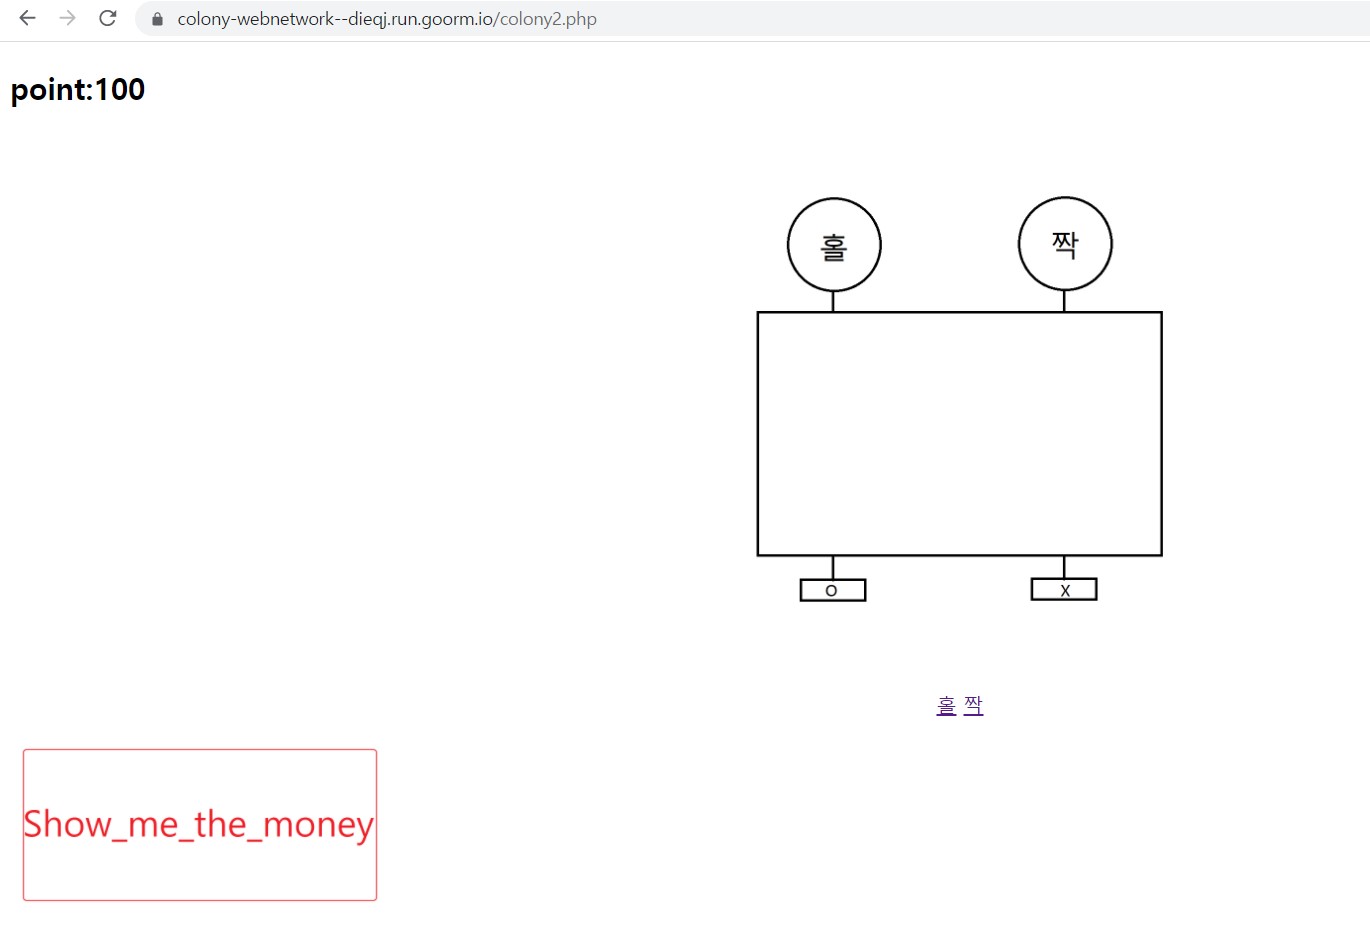 colony-webnetwork--dieqj.run.goorm.io/colony2.php
point:100
홀 짝
O X
홀 짝
Show_me_the_money